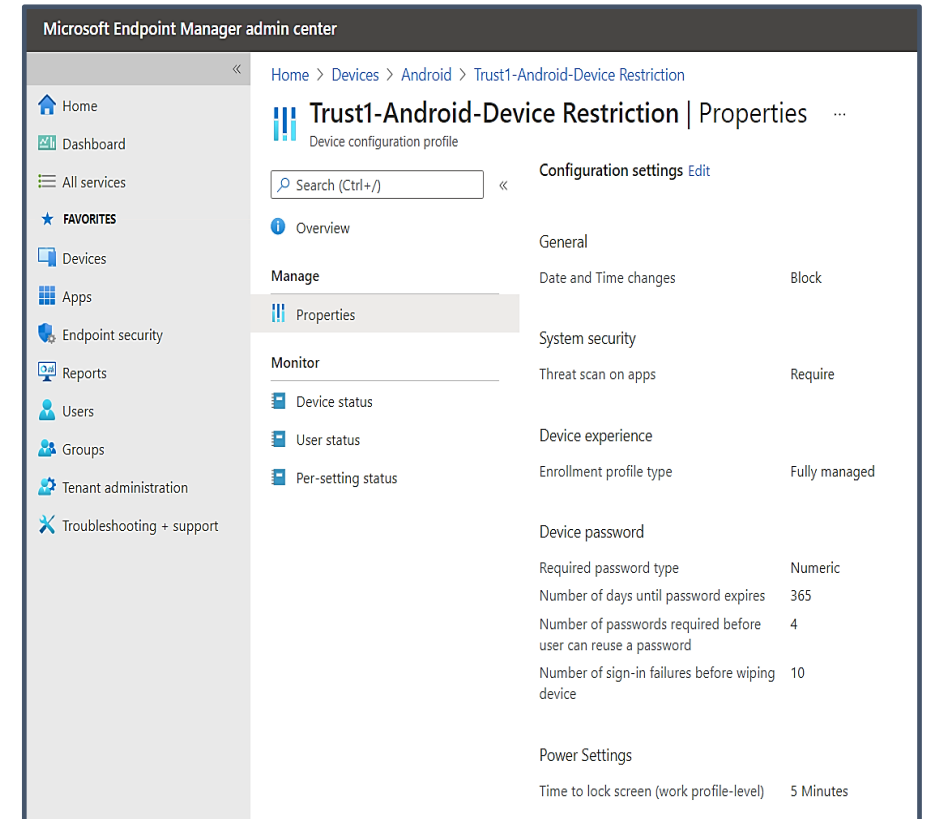 Microsoft Endpoint Manager admin center
«
Home
Dashboard
All services
FAVORITES
Devices
Apps
Endpoint security
Reports
Users
Groups
Tenant administration
Troubleshooting + support
Home > Devices > Android > Trust1-Android-Device Restriction
Trust1-Android-Device Restriction | Properties ...
Device configuration profile
Search (Ctrl+/) «
Overview
Manage
Properties
Monitor
Device status
User status
Per-setting status
Configuration settings Edit
General
Date and Time changes Block
System security
Threat scan on apps Require
Device experience
Enrollment profile type Fully managed
Device password
Required password type Numeric
Number of days until password expires 365
Number of passwords required before 4
user can reuse a password
Number of sign-in failures before wiping 10
device
Power Settings
Time to lock screen (work profile-level) 5 Minutes